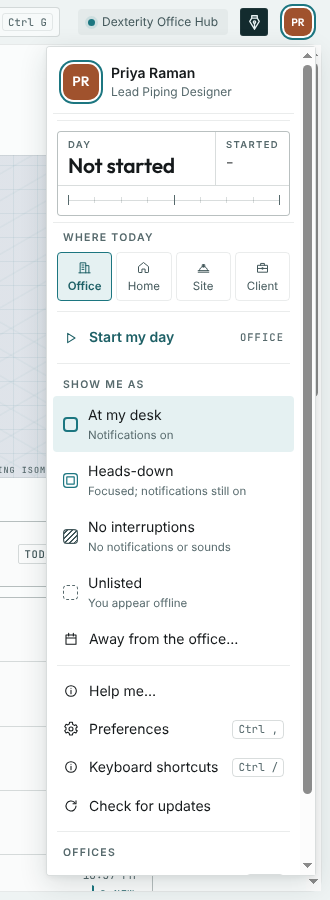 Ctrl G
Dexterity Office Hub
PR
PR
Priya Raman
Lead Piping Designer
DAY
STARTED
Not started
-
WHERE TODAY
Office
Home
Site
Client
Start my day
OFFICE
SHOW ME AS
At my desk
Notifications on
Heads-down
Focused; notifications still on
No interruptions
No notifications or sounds
Unlisted
You appear offline
Away from the office...
Help me...
Preferences
Ctrl ,
Keyboard shortcuts
Ctrl /
Check for updates
OFFICES